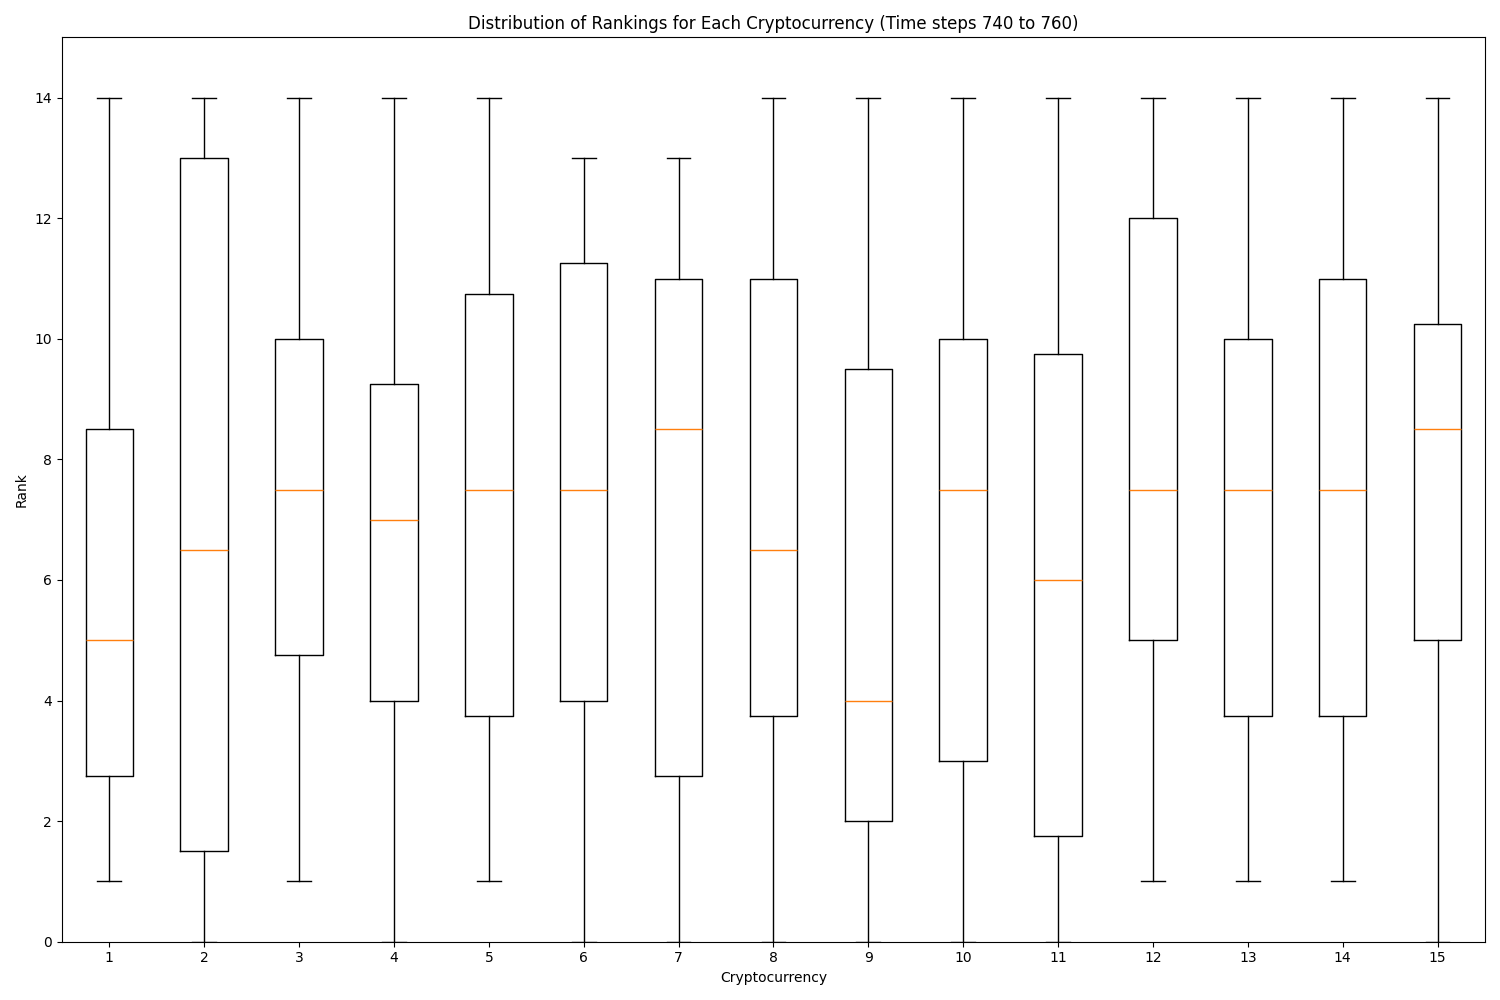 Distribution of Rankings for Each Cryptocurrency (Time steps 740 to 760)
14
12
10
8
6
4
2
0
Rank
1 2 3 4 5 6 7 8 9 10 11 12 13 14 15
Cryptocurrency